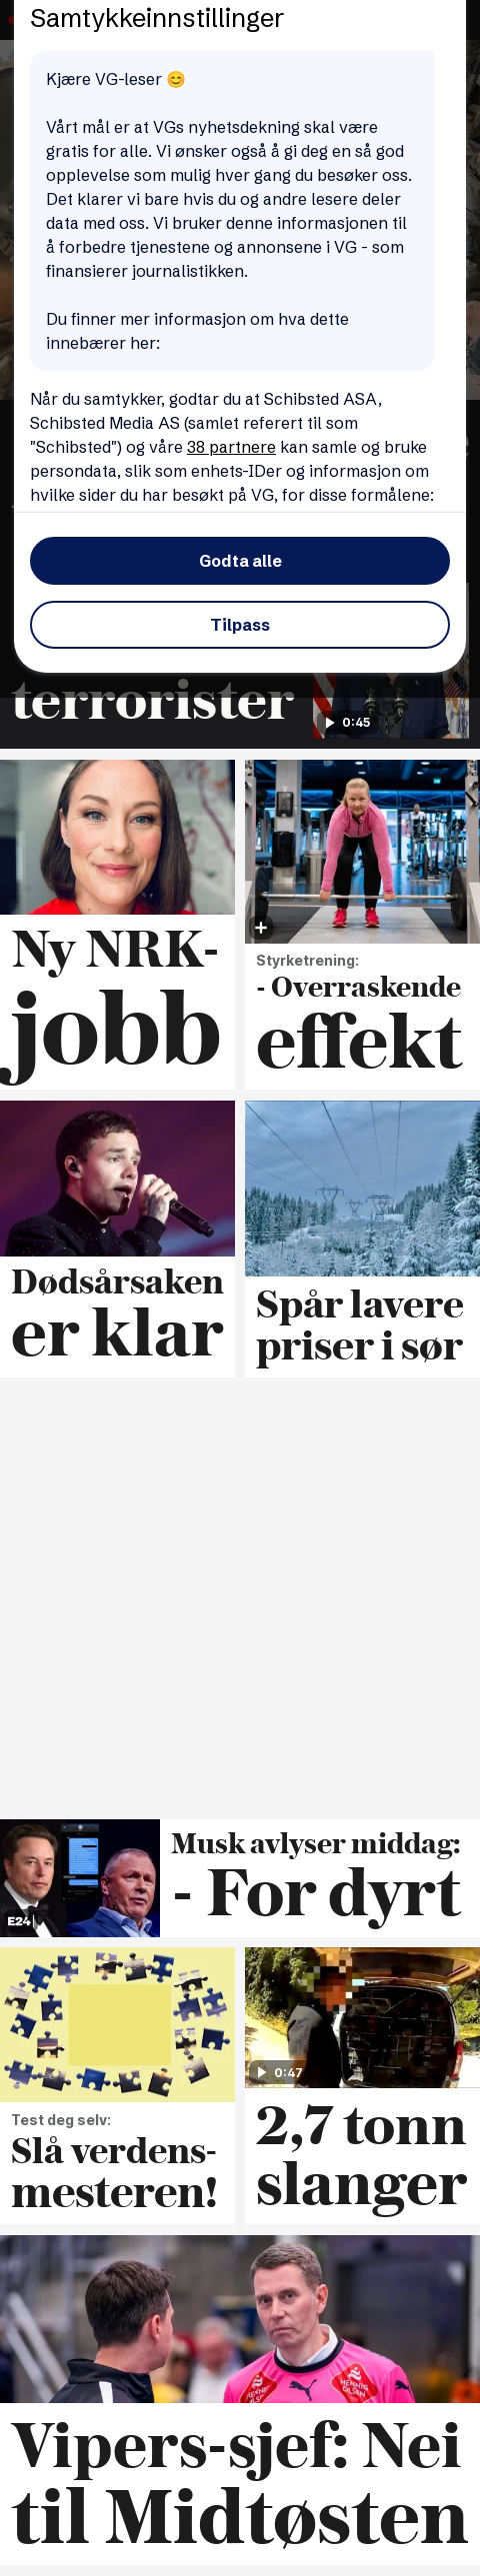 Samtykkeinnstillinger
Kjære VG-leser 😊
Vårt mål er at VGs nyhetsdekning skal være
gratis for alle. Vi ønsker også å gi deg en så god
opplevelse som mulig hver gang du besøker oss.
Det klarer vi bare hvis du og andre lesere deler
data med oss. Vi bruker denne informasjonen til
å forbedre tjenestene og annonsene i VG - som
finansierer journalistikken.
Du finner mer informasjon om hva dette
innebærer her:
Når du samtykker, godtar du at Schibsted ASA,
Schibsted Media AS (samlet referert til som
"Schibsted") og våre 38 partnere kan samle og bruke
persondata, slik som enhets-IDer og informasjon om
hvilke sider du har besøkt på VG, for disse formålene:
Godta alle
Tilpass
terrorister
0:45
Ny NRK-
jobb
Styrketrening:
- Overraskende
effekt
Dødsårsaken
er klar
Spår lavere
priser i sør
E24
Musk avlyser middag:
- For dyrt
Test deg selv:
Slå verdens-
mesteren!
0:47
2,7 tonn
slanger
HENNIG
OLSEN
HENNIG
OLSEN
Vipers-sjef: Nei
til Midtøsten